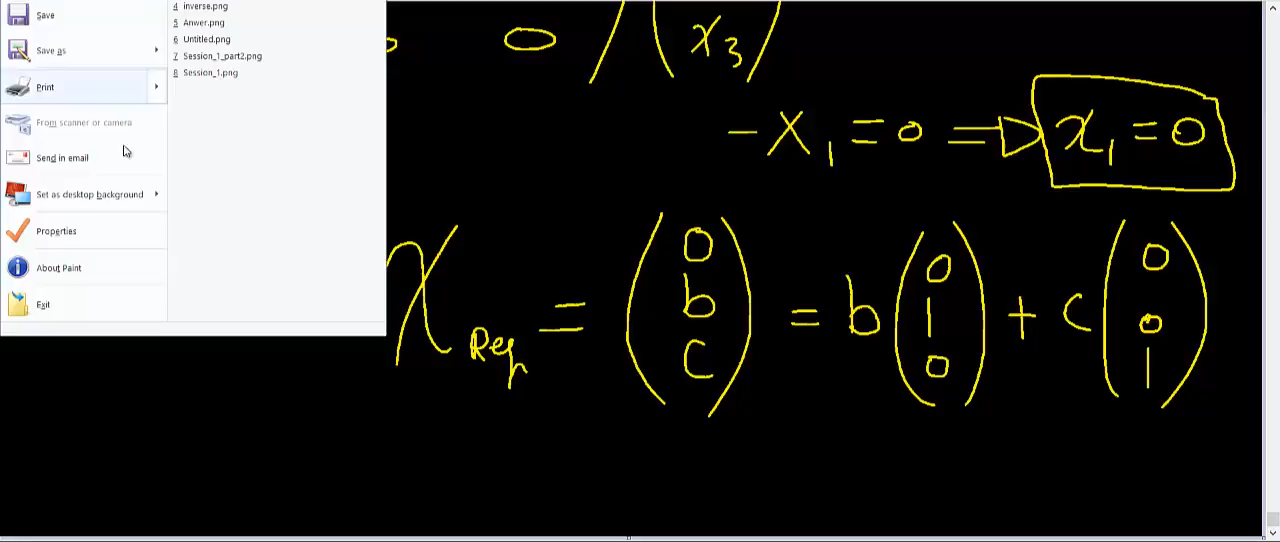 Save
Save as
Print
From scanner or camera
Send in email
Set as desktop background
Properties
About Paint
Exit
4 inverse.png
5 Anwer.png
6 Untitled.png
7 Session_1_part2.png
8 Session_1.png
0 / ( x3 )
- X1 = 0 => x1 = 0
X Rep = ( 0 b c ) = b ( 0 1 0 ) + c ( 0 0 1 )